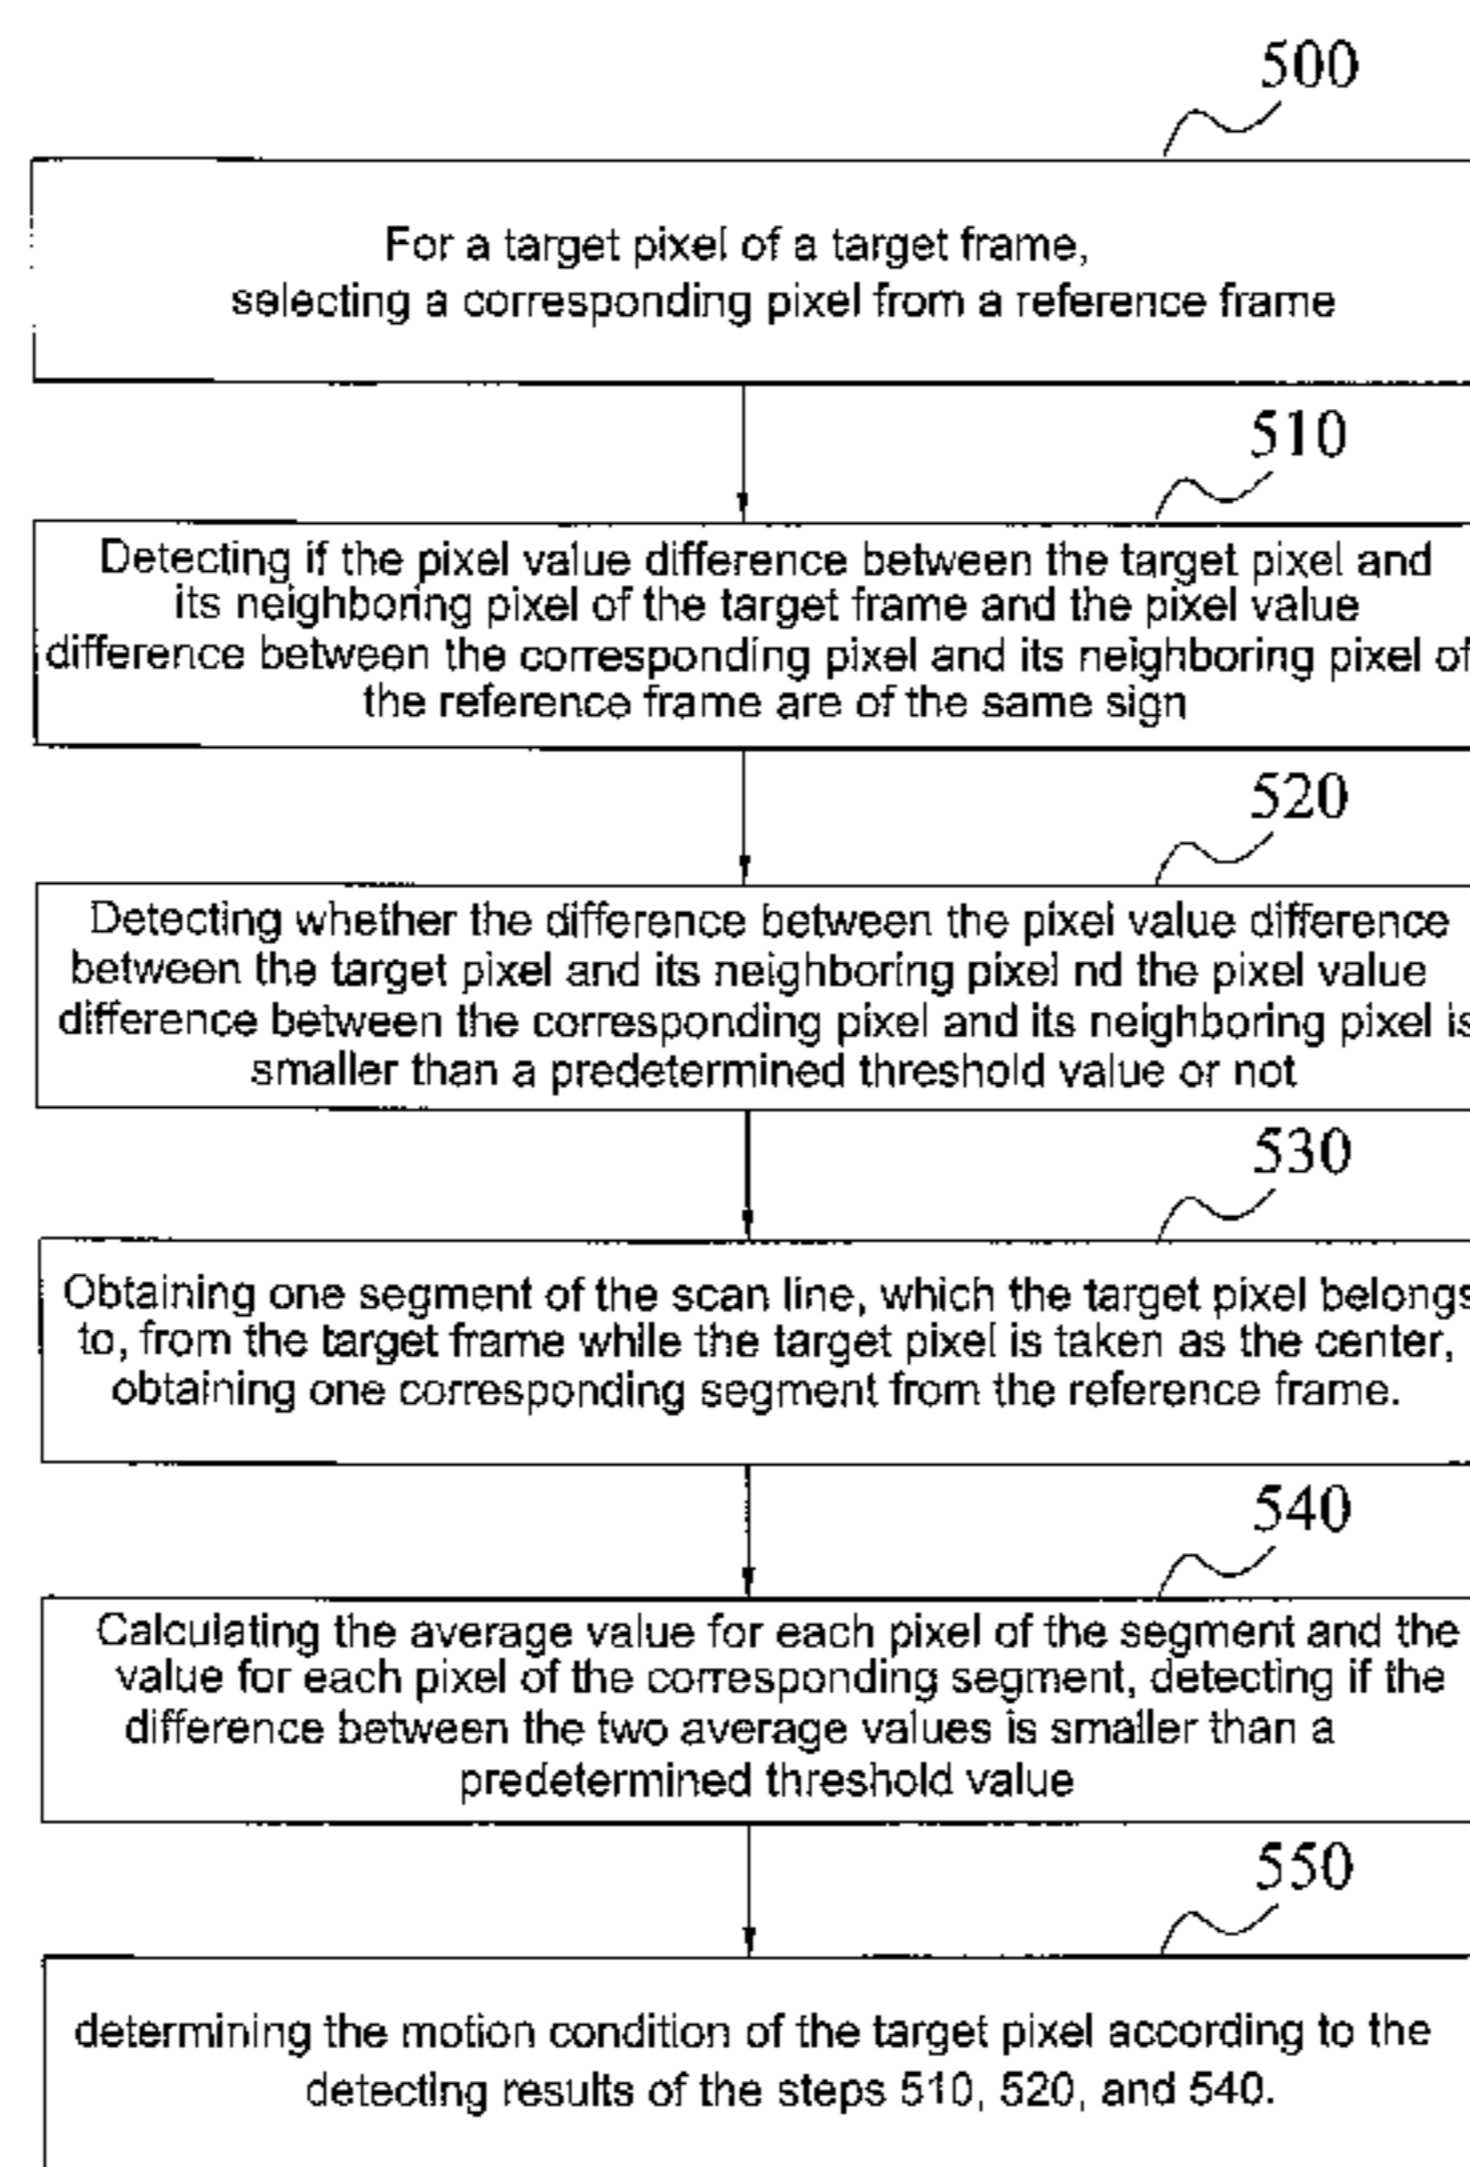 500
For a target pixel of a target frame,
selecting a corresponding pixel from a reference frame
510
Detecting if the pixel value difference between the target pixel and
its neighboring pixel of the target frame and the pixel value
difference between the corresponding pixel and its neighboring pixel of
the reference frame are of the same sign
520
Detecting whether the difference between the pixel value difference
between the target pixel and its neighboring pixel nd the pixel value
difference between the corresponding pixel and its neighboring pixel is
smaller than a predetermined threshold value or not
530
Obtaining one segment of the scan line, which the target pixel belongs
to, from the target frame while the target pixel is taken as the center,
obtaining one corresponding segment from the reference frame.
540
Calculating the average value for each pixel of the segment and the
value for each pixel of the corresponding segment, detecting if the
difference between the two average values is smaller than a
predetermined threshold value
550
determining the motion condition of the target pixel according to the
detecting results of the steps 510, 520, and 540.